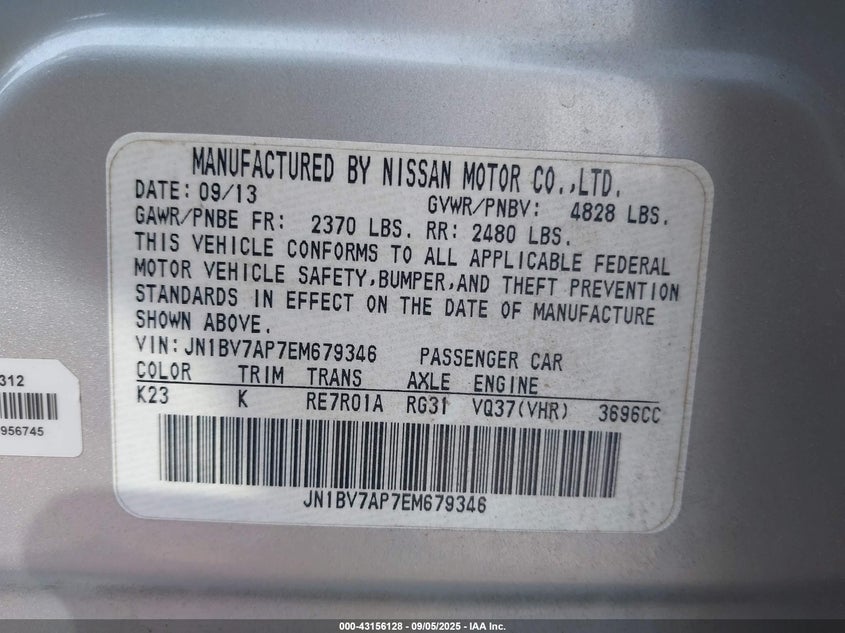 MANUFACTURED BY NISSAN MOTOR CO.,LTD.
DATE: 09/13 GVWR/PNBV: 4828 LBS.
GAWR/PNBE FR: 2370 LBS. RR: 2480 LBS.
THIS VEHICLE CONFORMS TO ALL APPLICABLE FEDERAL
MOTOR VEHICLE SAFETY,BUMPER,AND THEFT PREVENTION
STANDARDS IN EFFECT ON THE DATE OF MANUFACTURE
SHOWN ABOVE.
VIN:JN1BV7AP7EM679346 PASSENGER CAR
COLOR TRIM TRANS AXLE ENGINE
K23 K RE7R01A RG31 VQ37(VHR) 3696CC
JN1BV7AP7EM679346
312
956745
000-43156128 - 09/05/2025 - IAA Inc.